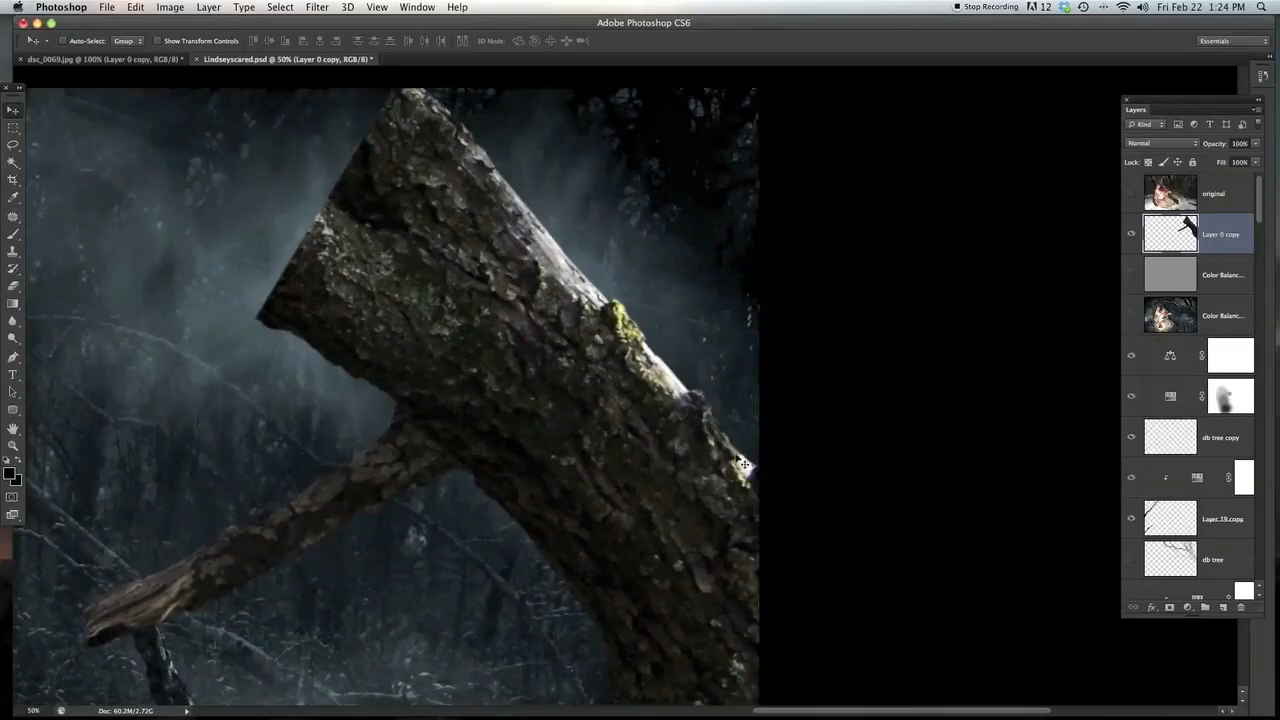 Photoshop File Edit Image Layer Type Select Filter 3D View Window Help Stop Recording 12 Fri Feb 22 1:24 PM
Adobe Photoshop CS6
Auto-Select: Group Show Transform Controls 3D Mode: Essentials
dsc_0069.jpg @ 100% (Layer 0 copy, RGB/8) * Lindseyscared.psd @ 50% (Layer 0 copy, RGB/8) *
Layers
Kind
Normal Opacity: 100%
Lock: Fill: 100%
original
Layer 0 copy
Color Balanc...
Color Balanc...
db tree copy
Layer 19 copy
db tree
50% Doc: 60.2M/2.72G